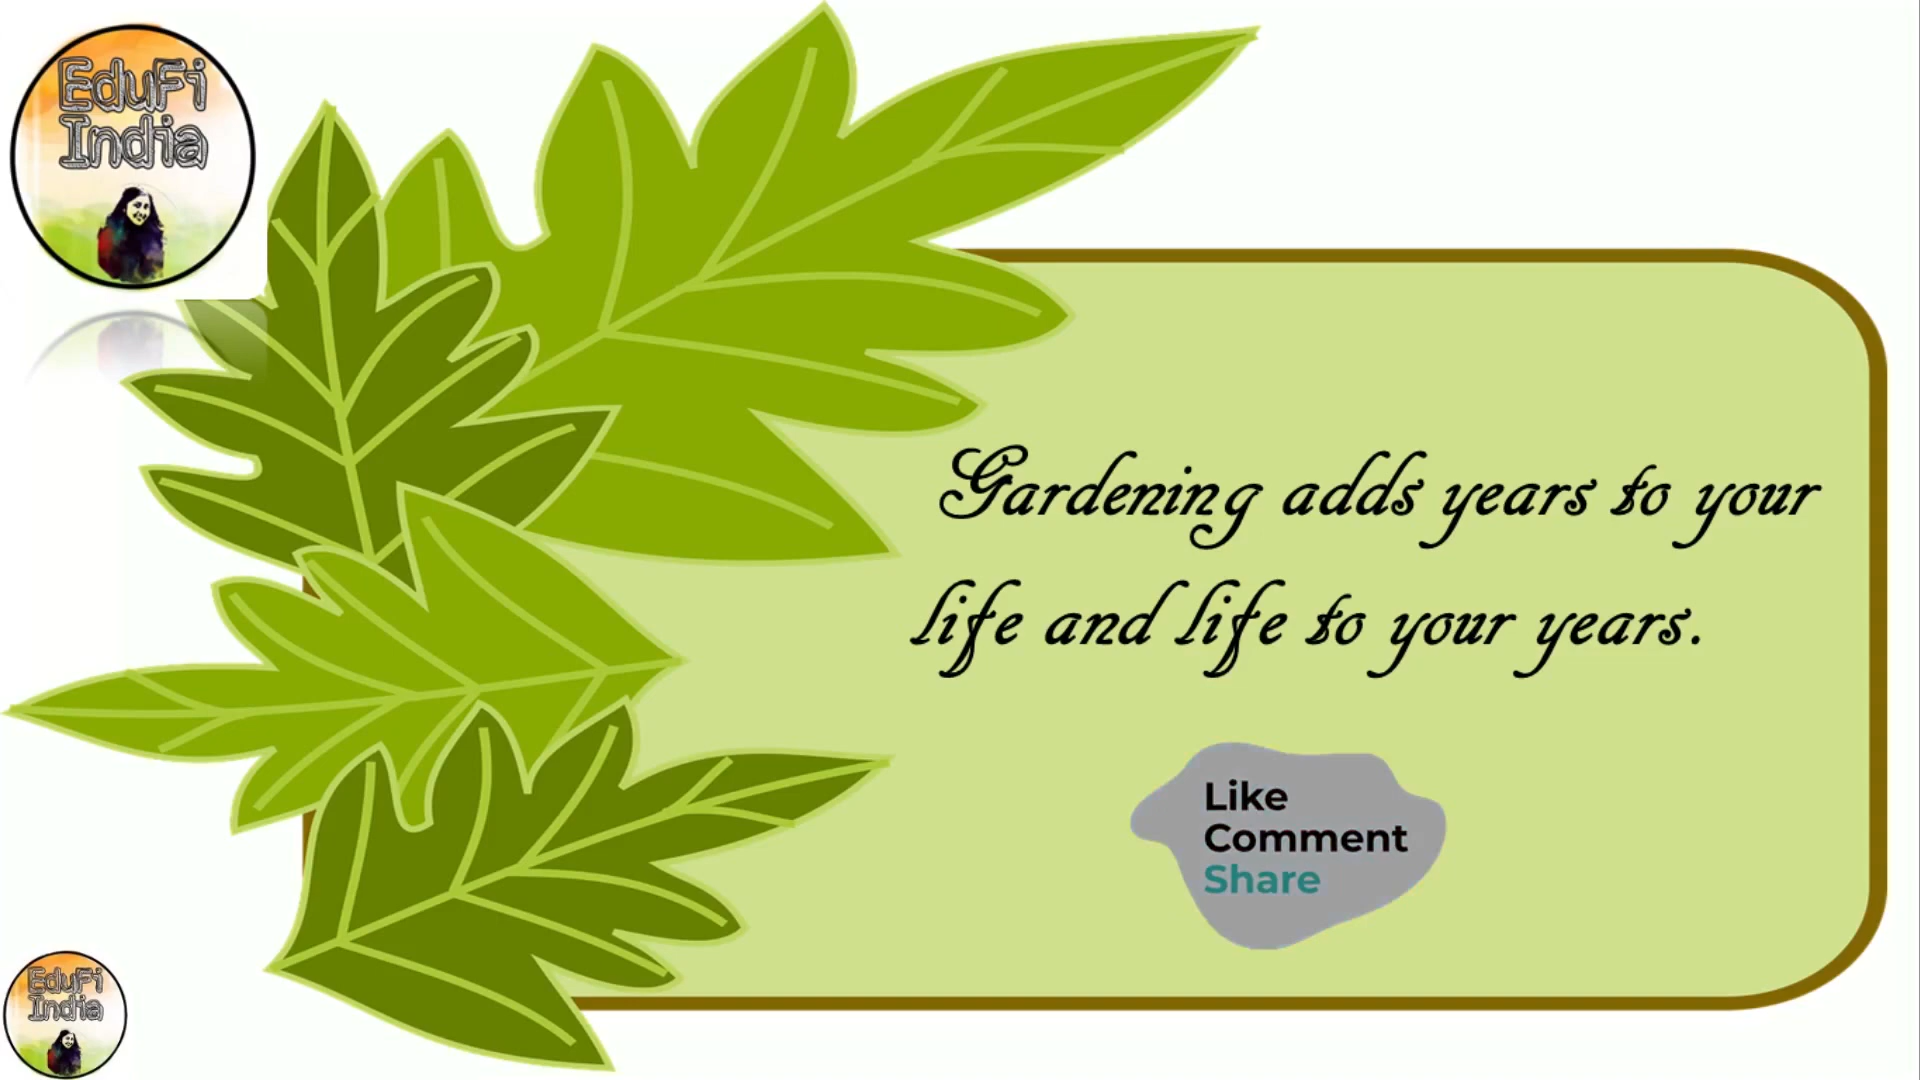 EduFi
India
Gardening adds years to your
life and life to your years.
Like
Comment
Share
EduFi
India